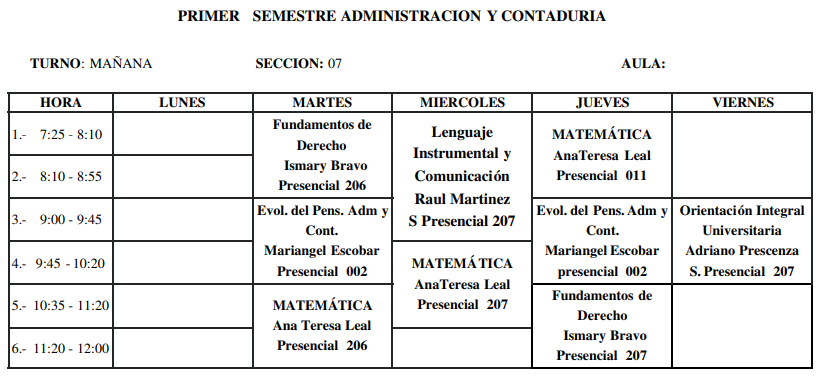 PRIMER SEMESTRE ADMINISTRACION Y CONTADURIA
TURNO: MAÑANA SECCION: 07 AULA:
HORA LUNES MARTES MIERCOLES JUEVES VIERNES
1.- 7:25 - 8:10
2.- 8:10 - 8:55
3.- 9:00 - 9:45
4.- 9:45 - 10:20
5.- 10:35 - 11:20
6.- 11:20 - 12:00
Fundamentos de
Derecho
Ismary Bravo
Presencial 206
Evol. del Pens. Adm y
Cont.
Mariangel Escobar
Presencial 002
MATEMÁTICA
Ana Teresa Leal
Presencial 206
Lenguaje
Instrumental y
Comunicación
Raul Martinez
S Presencial 207
MATEMÁTICA
AnaTeresa Leal
Presencial 207
MATEMÁTICA
AnaTeresa Leal
Presencial 011
Evol. del Pens. Adm y
Cont.
Mariangel Escobar
presencial 002
Fundamentos de
Derecho
Ismary Bravo
Presencial 207
Orientación Integral
Universitaria
Adriano Prescenza
S. Presencial 207